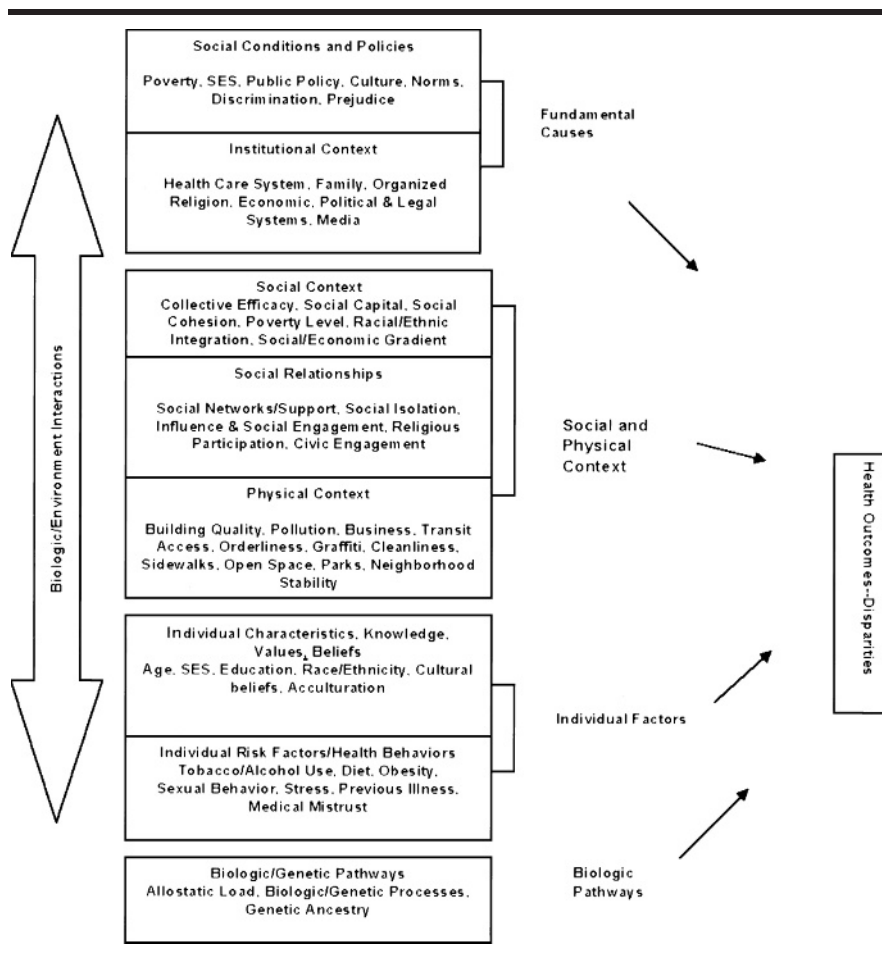 Social Conditions and Policies
Poverty, SES, Public Policy, Culture, Norms,
Discrimination, Prejudice
Institutional Context
Health Care System, Family, Organized
Religion, Economic, Political & Legal
Systems, Media
Fundamental
Causes
Social Context
Collective Efficacy, Social Capital, Social
Cohesion, Poverty Level, Racial/Ethnic
Integration, Social/Economic Gradient
Social Relationships
Social Networks/Support, Social Isolation,
Influence & Social Engagement, Religious
Participation, Civic Engagement
Physical Context
Building Quality, Pollution, Business, Transit
Access, Orderliness, Graffiti, Cleanliness,
Sidewalks, Open Space, Parks, Neighborhood
Stability
Social and
Physical
Context
Individual Characteristics, Knowledge,
Values, Beliefs
Age, SES, Education, Race/Ethnicity, Cultural
beliefs, Acculturation
Individual Risk Factors/Health Behaviors
Tobacco/Alcohol Use, Diet, Obesity,
Sexual Behavior, Stress, Previous Illness,
Medical Mistrust
Individual Factors
Biologic/Genetic Pathways
Allostatic Load, Biologic/Genetic Processes,
Genetic Ancestry
Biologic
Pathways
Biologic/Environment Interactions
Health Outcomes--Disparities